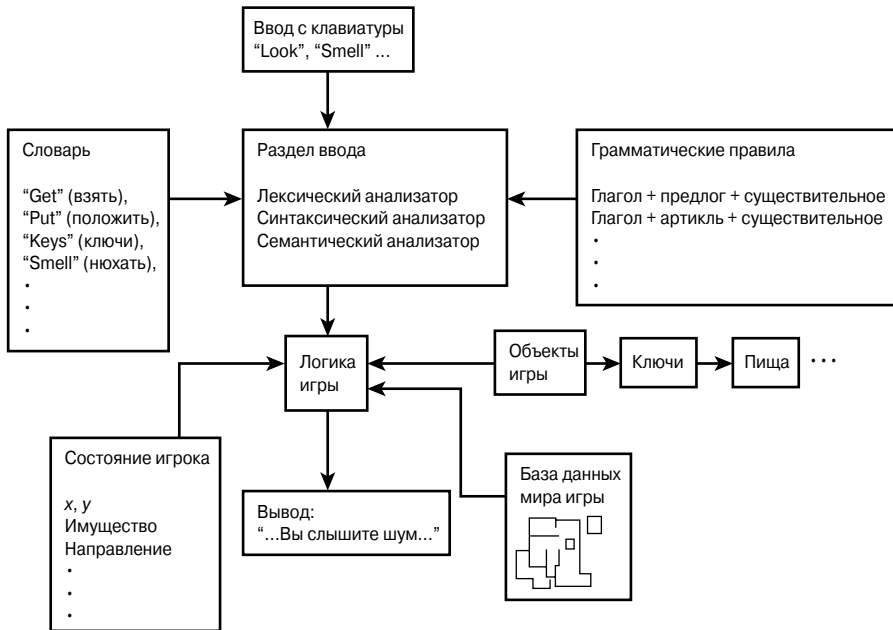 Ввод с клавиатуры
“Look”, “Smell” ...
Словарь
“Get” (взять),
“Put” (положить),
“Keys” (ключи),
“Smell” (нюхать),
.
.
.
Раздел ввода
Лексический анализатор
Синтаксический анализатор
Семантический анализатор
Грамматические правила
Глагол + предлог + существительное
Глагол + артикль + существительное
.
.
.
Логика
игры
Объекты
игры
Ключи
Пища
...
Состояние игрока
x, y
Имущество
Направление
.
.
.
Вывод:
“...Вы слышите шум...”
База данных
мира игры